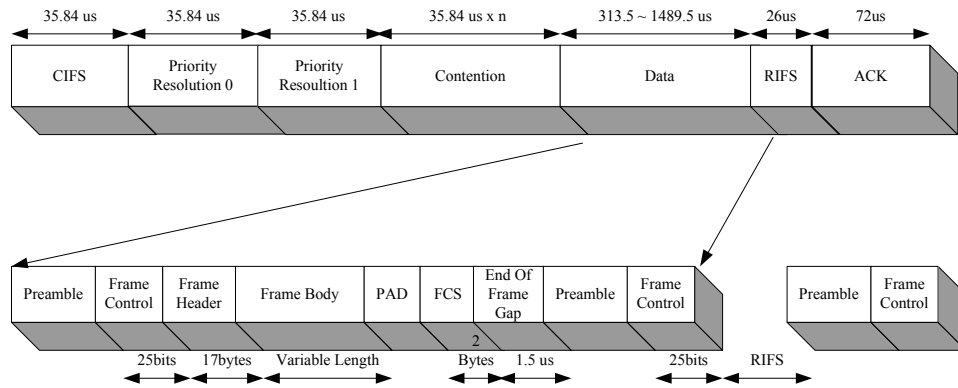 35.84 us 35.84 us 35.84 us 35.84 us x n 313.5 ~ 1489.5 us 26us 72us
CIFS
Priority
Resolution 0
Priority
Resoultion 1
Contention
Data
RIFS
ACK
Preamble
Frame
Control
Frame
Header
Frame Body
PAD
FCS
End Of
Frame
Gap
Preamble
Frame
Control
Preamble
Frame
Control
25bits
17bytes
Variable Length
2
Bytes
1.5 us
25bits
RIFS